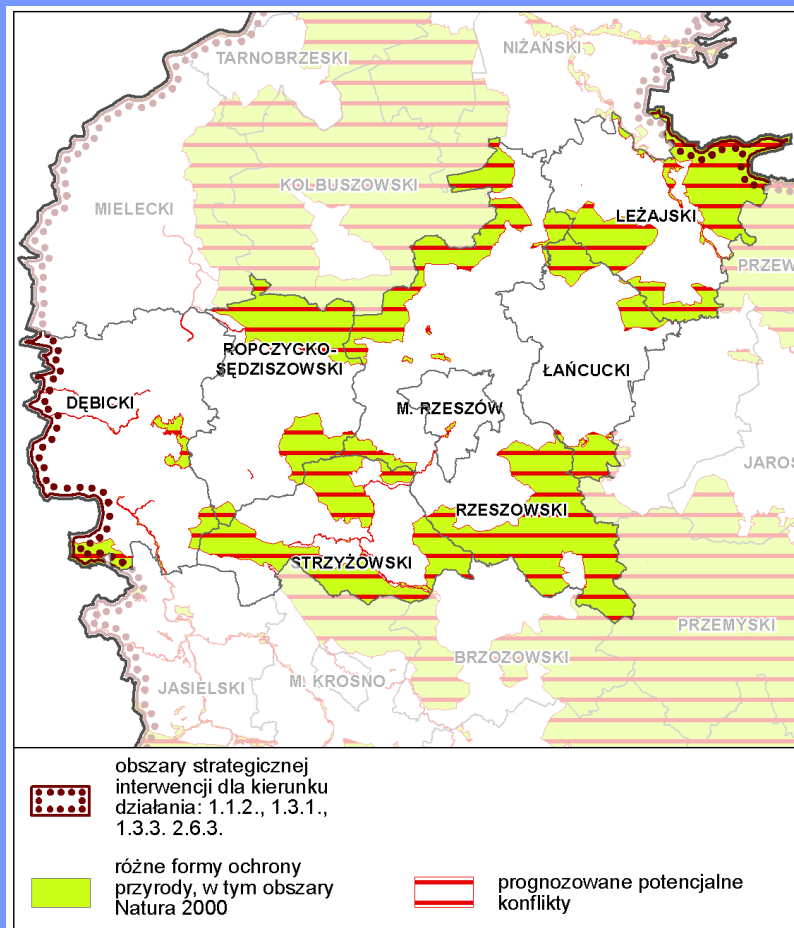 TARNOBRZESKI
NIŻAŃSKI
KOLBUSZOWSKI
MIELECKI
LEŻAJSKI
PRZEW
ROPCZYCKO-
SĘDZISZOWSKI
ŁAŃCUCKI
DĘBICKI
M. RZESZÓW
JAROS
RZESZOWSKI
STRZYŻOWSKI
PRZEMYSKI
BRZOZOWSKI
M. KROSNO
JASIELSKI
obszary strategicznej
interwencji dla kierunku
działania: 1.1.2., 1.3.1.,
1.3.3. 2.6.3.
różne formy ochrony
przyrody, w tym obszary
Natura 2000
prognozowane potencjalne
konflikty